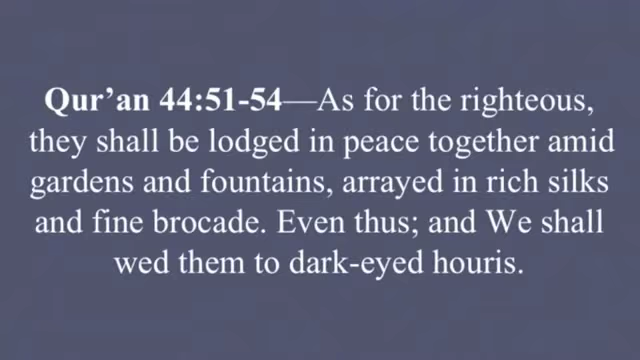 Qur’an 44:51-54—As for the righteous,
they shall be lodged in peace together amid
gardens and fountains, arrayed in rich silks
and fine brocade. Even thus; and We shall
wed them to dark-eyed houris.